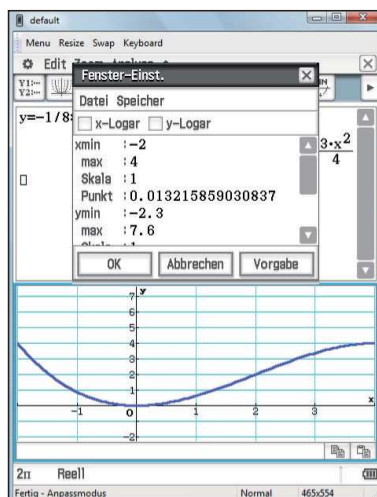 default
Menu Resize Swap Keyboard
Edit
Fenster-Einst.
Y1:--
Y2:--
Datei Speicher
x-Logar y-Logar
y=-1/8
3·x²
4
xmin :-2
max :4
Skala :1
Punkt :0.013215859030837
ymin :-2.3
max :7.6
OK Abbrechen Vorgabe
y
7
6
5
4
3
2
1
x
-1 0 1 2 3
-2
2π Reell
Fertig - Anpassmodus Normal 465x554